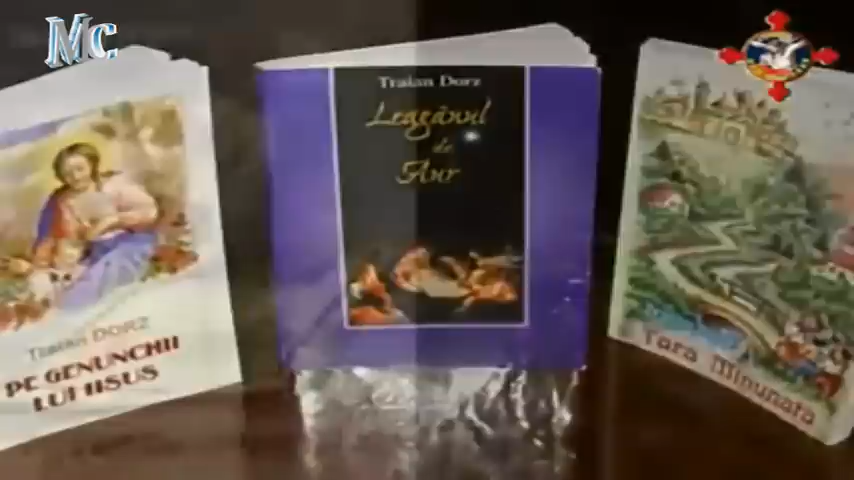 Mc
Traian Dorz
Leagănul
de
Aur
Traian DORZ
PE GENUNCHII
LUI IISUS
Țara Minunată